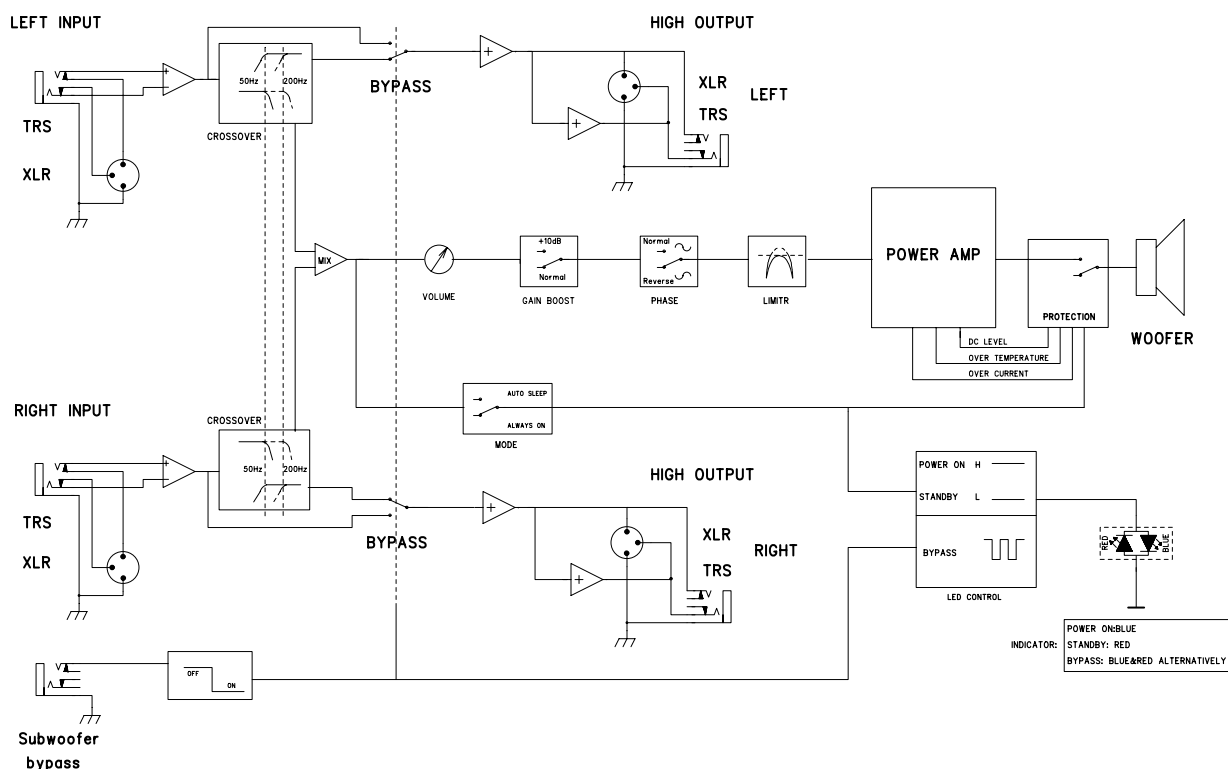 LEFT INPUT
HIGH OUTPUT
50Hz
200Hz
CROSSOVER
BYPASS
XLR
LEFT
TRS
TRS
XLR
MIX
VOLUME
+10dB
Normal
GAIN BOOST
Normal
Reverse
PHASE
LIMITR
POWER AMP
PROTECTION
WOOFER
DC LEVEL
OVER TEMPERATURE
OVER CURRENT
AUTO SLEEP
ALWAYS ON
MODE
RIGHT INPUT
CROSSOVER
50Hz
200Hz
TRS
XLR
BYPASS
HIGH OUTPUT
XLR
RIGHT
TRS
POWER ON H
STANDBY L
BYPASS
LED CONTROL
RED
BLUE
INDICATOR:
POWER ON:BLUE
STANDBY: RED
BYPASS: BLUE&RED ALTERNATIVELY
OFF
ON
Subwoofer
bypass